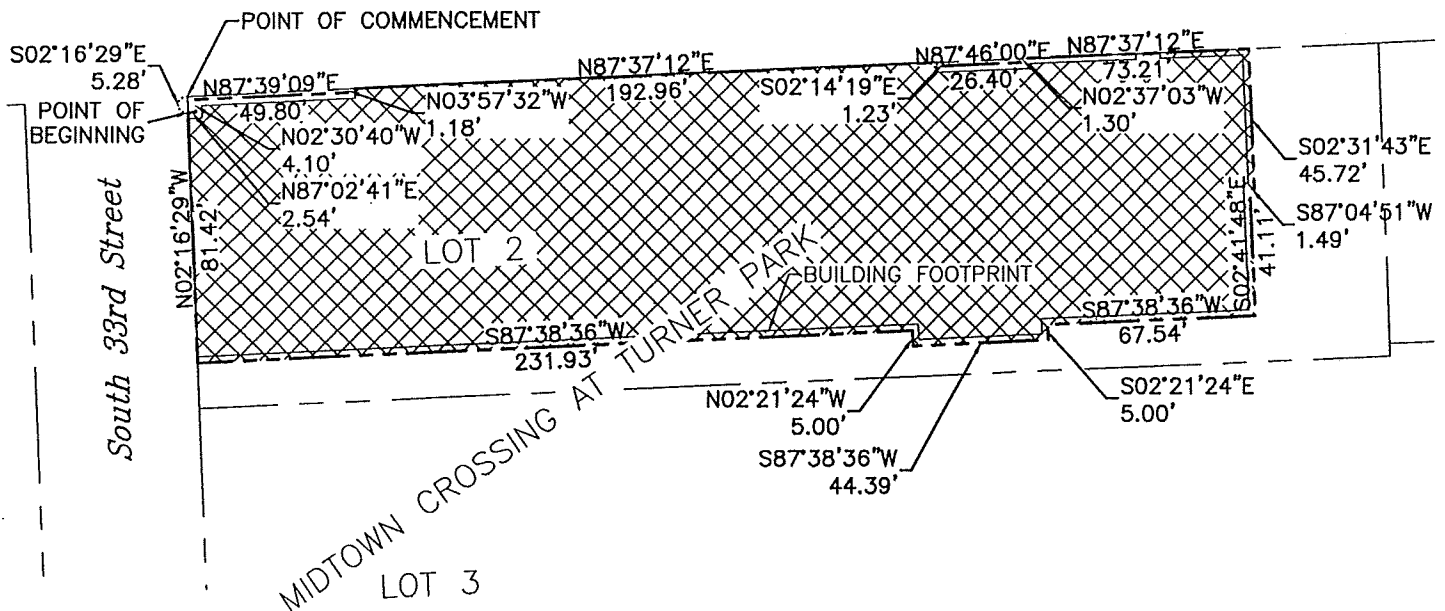 POINT OF COMMENCEMENT
S02°16'29"E
5.28'
POINT OF
BEGINNING
N87°39'09"E
49.80'
N03°57'32"W
1.18'
N02°30'40"W
4.10'
N87°02'41"E
2.54'
N87°37'12"E
192.96'
S02°14'19"E
1.23'
N87°46'00"E
26.40'
N87°37'12"E
73.21'
N02°37'03"W
1.30'
S02°31'43"E
45.72'
S87°04'51"W
1.49'
S02°41'48"E
41.11'
South 33rd Street
N02°16'29"W
81.42'
LOT 2
BUILDING FOOTPRINT
S87°38'36"W
231.93'
S87°38'36"W
67.54'
N02°21'24"W
5.00'
S02°21'24"E
5.00'
S87°38'36"W
44.39'
MIDTOWN CROSSING AT TURNER PARK
LOT 3